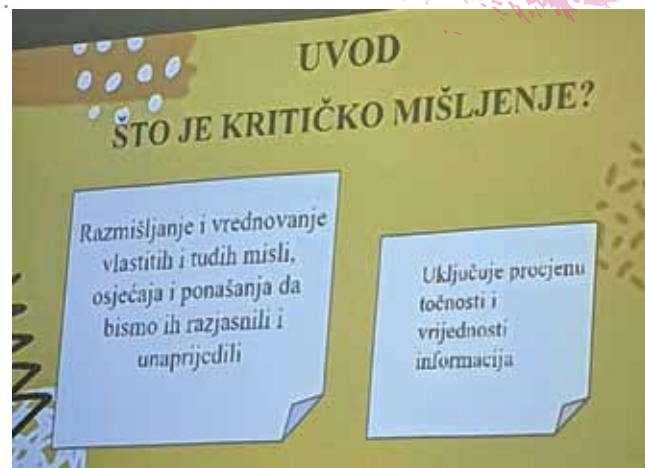 UVOD
ŠTO JE KRITIČKO MIŠLJENJE?
Razmišljanje i vrednovanje
vlastitih i tuđih misli,
osjećaja i ponašanja da
bismo ih razjasnili i
unaprijedili
Uključuje procjenu
točnosti i
vrijednosti
informacija